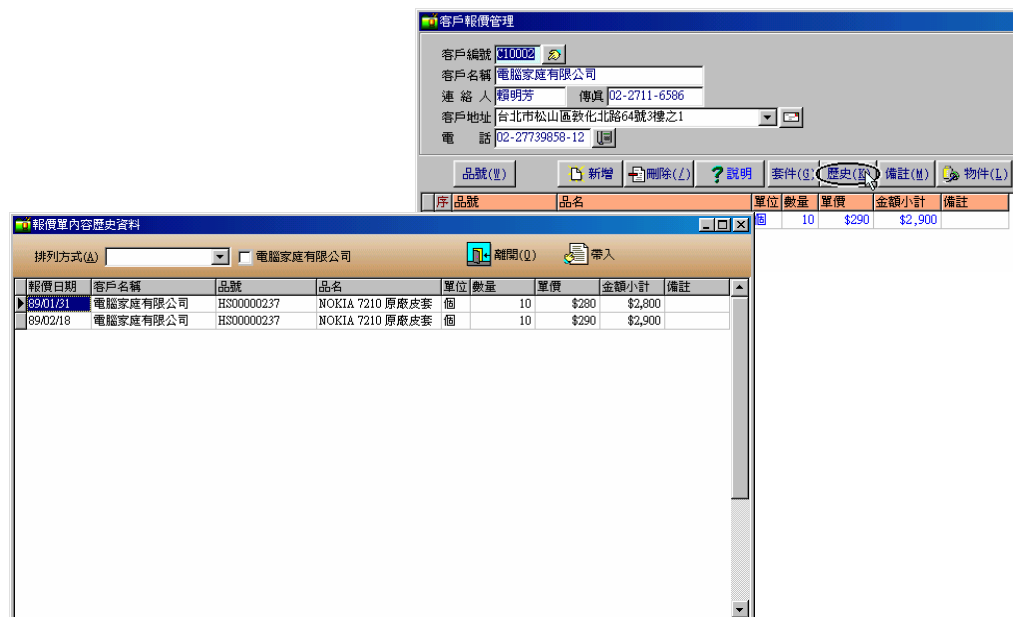 客戶報價管理
客戶編號 C10002
客戶名稱 電腦家庭有限公司
連絡人 賴明芳 傳真 02-2711-6586
客戶地址 台北市松山區敦化北路64號3樓之1
電話 02-27739858-12
品號(W) 新增 刪除(/) ?說明 套件(G) 歷史(K) 備註(M) 物件(L)
序 品號 品名 單位 數量 單價 金額小計 備註
個 10 $290 $2,900
報價單內容歷史資料
排列方式(A) 電腦家庭有限公司 離開(Q) 帶入
報價日期 客戶名稱 品號 品名 單位 數量 單價 金額小計 備註
89/01/31 電腦家庭有限公司 HS00000237 NOKIA 7210 原廠皮套 個 10 $280 $2,800
89/02/18 電腦家庭有限公司 HS00000237 NOKIA 7210 原廠皮套 個 10 $290 $2,900